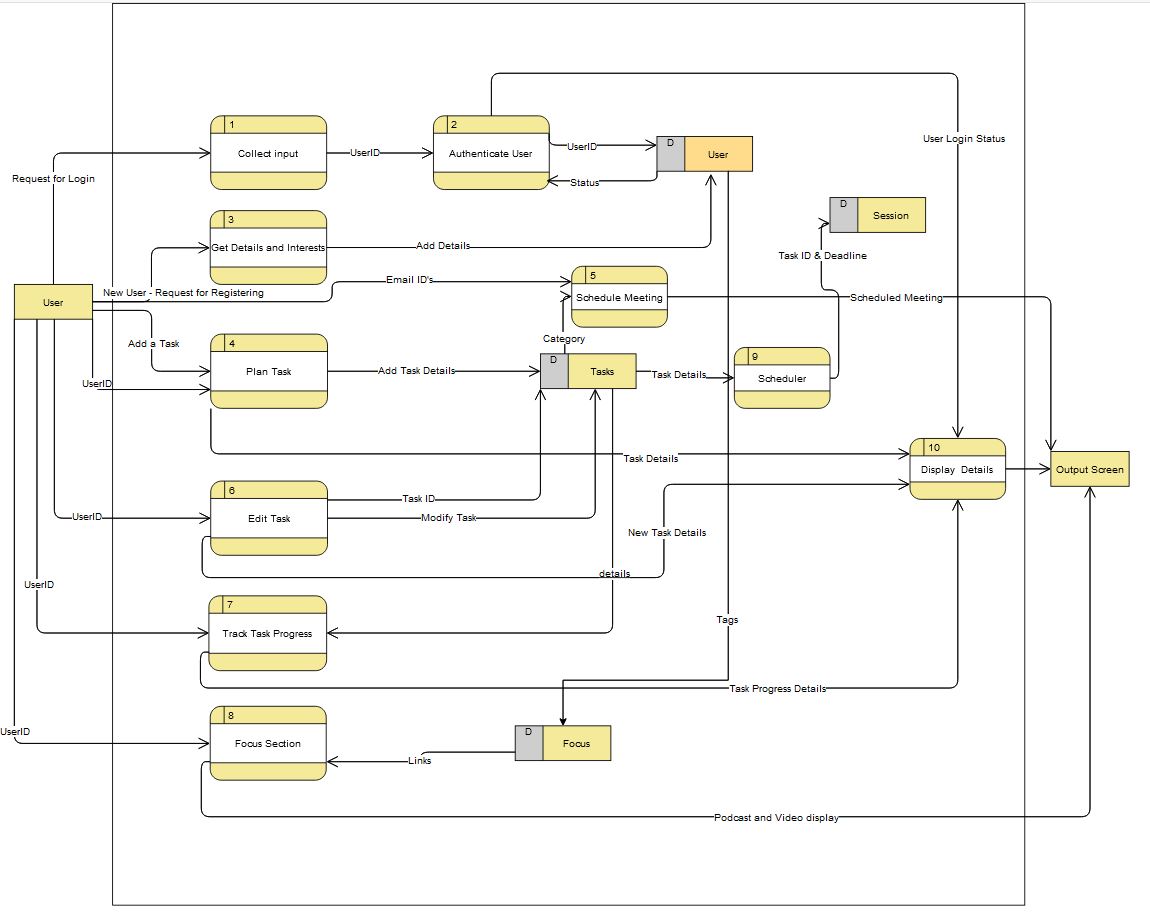 1
2
Collect input
UserID
Authenticate User
UserID
D
User
User Login Status
Request for Login
Status
3
D
Session
Get Details and Interests
Add Details
Task ID & Deadline
Email ID's
5
New User - Request for Registering
User
Schedule Meeting
Scheduled Meeting
Category
Add a Task
4
D
9
Plan Task
Add Task Details
Tasks
Task Details
Scheduler
UserID
10
Task Details
Display Details
Output Screen
6
Task ID
UserID
Edit Task
Modify Task
New Task Details
details
UserID
7
Tags
Track Task Progress
Task Progress Details
8
UserID
D
Focus Section
Focus
Links
Podcast and Video display